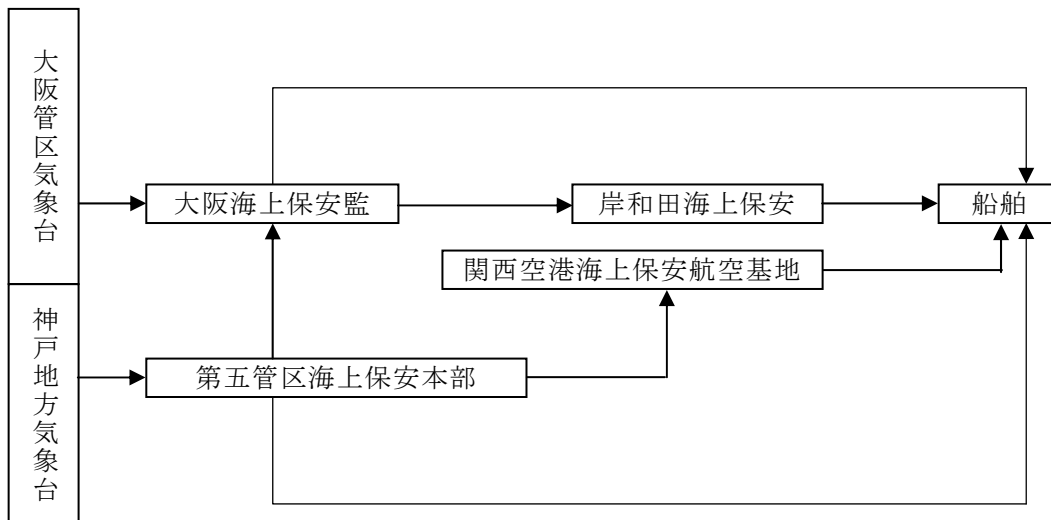 大阪管区気象台
大阪海上保安監
岸和田海上保安
船舶
関西空港海上保安航空基地
神戸地方気象台
第五管区海上保安本部